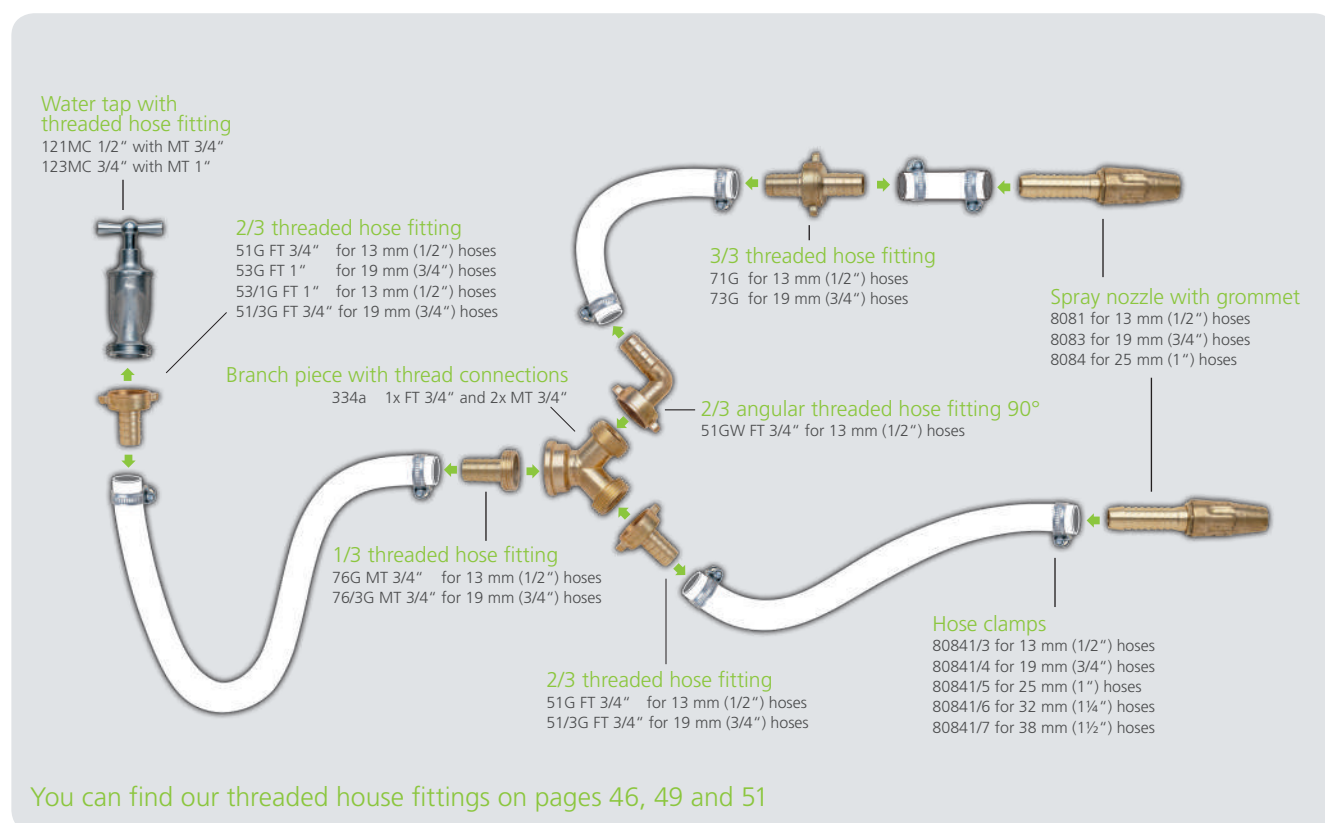 Water tap with
threaded hose fitting
121MC 1/2“ with MT 3/4“
123MC 3/4“ with MT 1“
2/3 threaded hose fitting
51G FT 3/4“ for 13 mm (1/2“) hoses
53G FT 1“ for 19 mm (3/4“) hoses
53/1G FT 1“ for 13 mm (1/2“) hoses
51/3G FT 3/4“ for 19 mm (3/4“) hoses
Branch piece with thread connections
334a 1x FT 3/4“ and 2x MT 3/4“
3/3 threaded hose fitting
71G for 13 mm (1/2“) hoses
73G for 19 mm (3/4“) hoses
Spray nozzle with grommet
8081 for 13 mm (1/2“) hoses
8083 for 19 mm (3/4“) hoses
8084 for 25 mm (1“) hoses
2/3 angular threaded hose fitting 90°
51GW FT 3/4“ for 13 mm (1/2“) hoses
1/3 threaded hose fitting
76G MT 3/4“ for 13 mm (1/2“) hoses
76/3G MT 3/4“ for 19 mm (3/4“) hoses
2/3 threaded hose fitting
51G FT 3/4“ for 13 mm (1/2“) hoses
51/3G FT 3/4“ for 19 mm (3/4“) hoses
Hose clamps
80841/3 for 13 mm (1/2“) hoses
80841/4 for 19 mm (3/4“) hoses
80841/5 for 25 mm (1“) hoses
80841/6 for 32 mm (1¼“) hoses
80841/7 for 38 mm (1½“) hoses
You can find our threaded house fittings on pages 46, 49 and 51